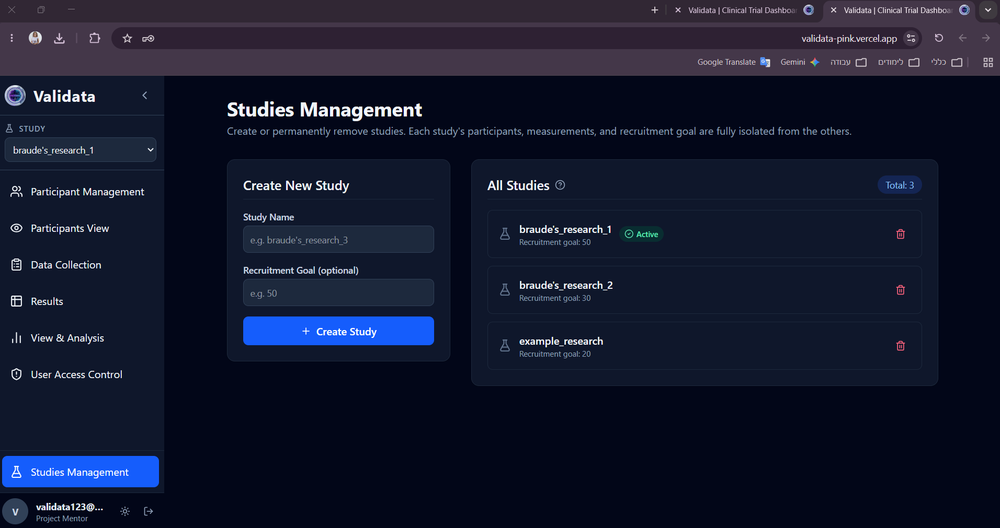 Validata | Clinical Trial Dashboar
Validata | Clinical Trial Dashboar
validata-pink.vercel.app
Google Translate
Gemini
עבודה
לימודים
כללי
Validata
STUDY
braude's_research_1
Participant Management
Participants View
Data Collection
Results
View & Analysis
User Access Control
Studies Management
V
validata123@...
Project Mentor
Studies Management
Create or permanently remove studies. Each study's participants, measurements, and recruitment goal are fully isolated from the others.
Create New Study
Study Name
e.g. braude's_research_3
Recruitment Goal (optional)
e.g. 50
+ Create Study
All Studies
Total: 3
braude's_research_1
Active
Recruitment goal: 50
braude's_research_2
Recruitment goal: 30
example_research
Recruitment goal: 20